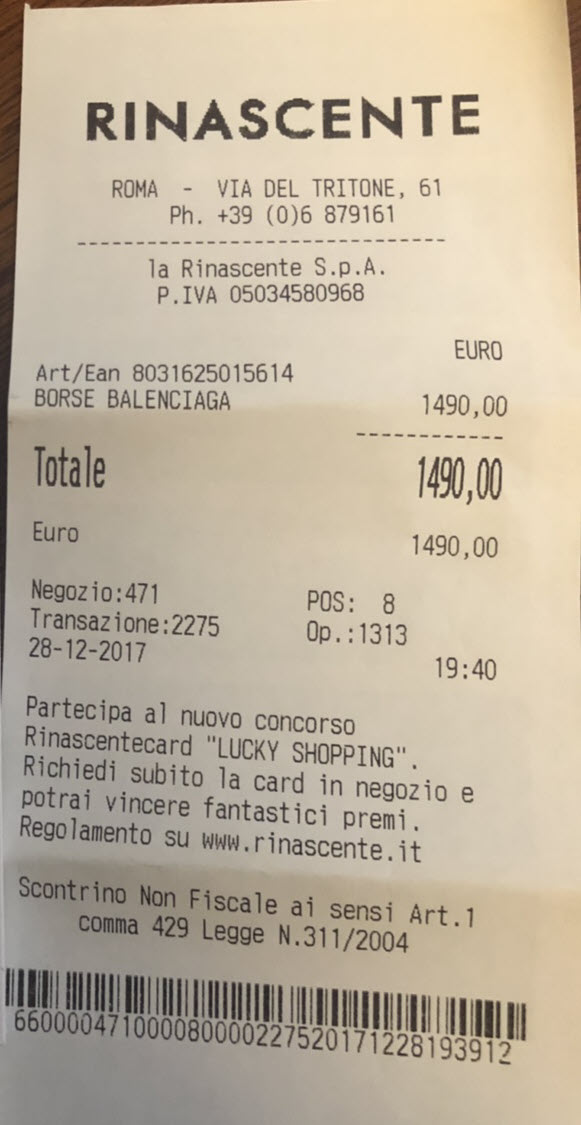 RINASCENTE
ROMA - VIA DEL TRITONE, 61
Ph. +39 (0)6 879161
--------------------------------
la Rinascente S.p.A.
P.IVA 05034580968
EURO
Art/Ean 8031625015614
BORSE BALENCIAGA 1490,00
------------
Totale 1490,00
Euro 1490,00
Negozio:471 POS: 8
Transazione:2275 Op.:1313
28-12-2017 19:40
Partecipa al nuovo concorso
Rinascentecard "LUCKY SHOPPING".
Richiedi subito la card in negozio e
potrai vincere fantastici premi.
Regolamento su www.rinascente.it
Scontrino Non Fiscale ai sensi Art.1
comma 429 Legge N.311/2004
660000471000080000227520171228193912